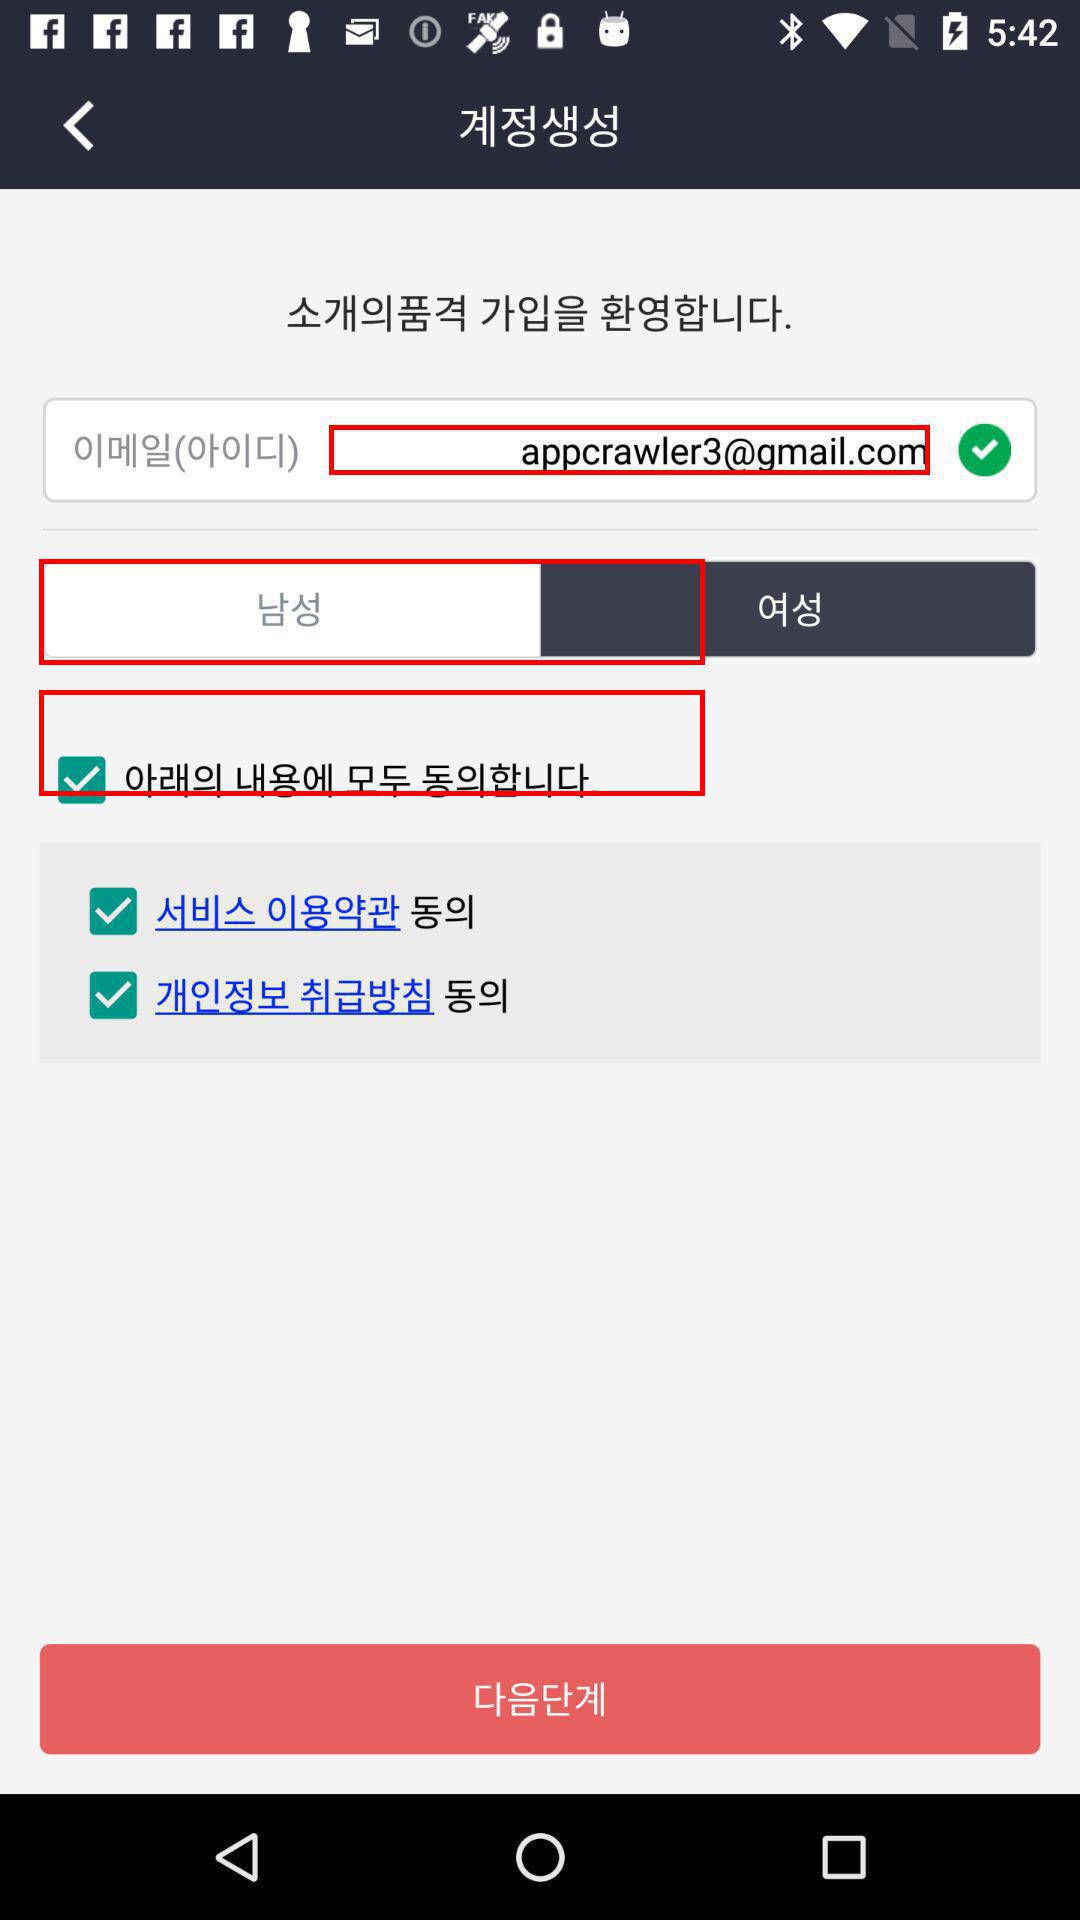 FAKE
5:42
계정생성
소개의품격 가입을 환영합니다.
이메일(아이디) appcrawler3@gmail.com
남성 여성
아래의 내용에 모두 동의합니다.
서비스 이용약관 동의
개인정보 취급방침 동의
다음단계